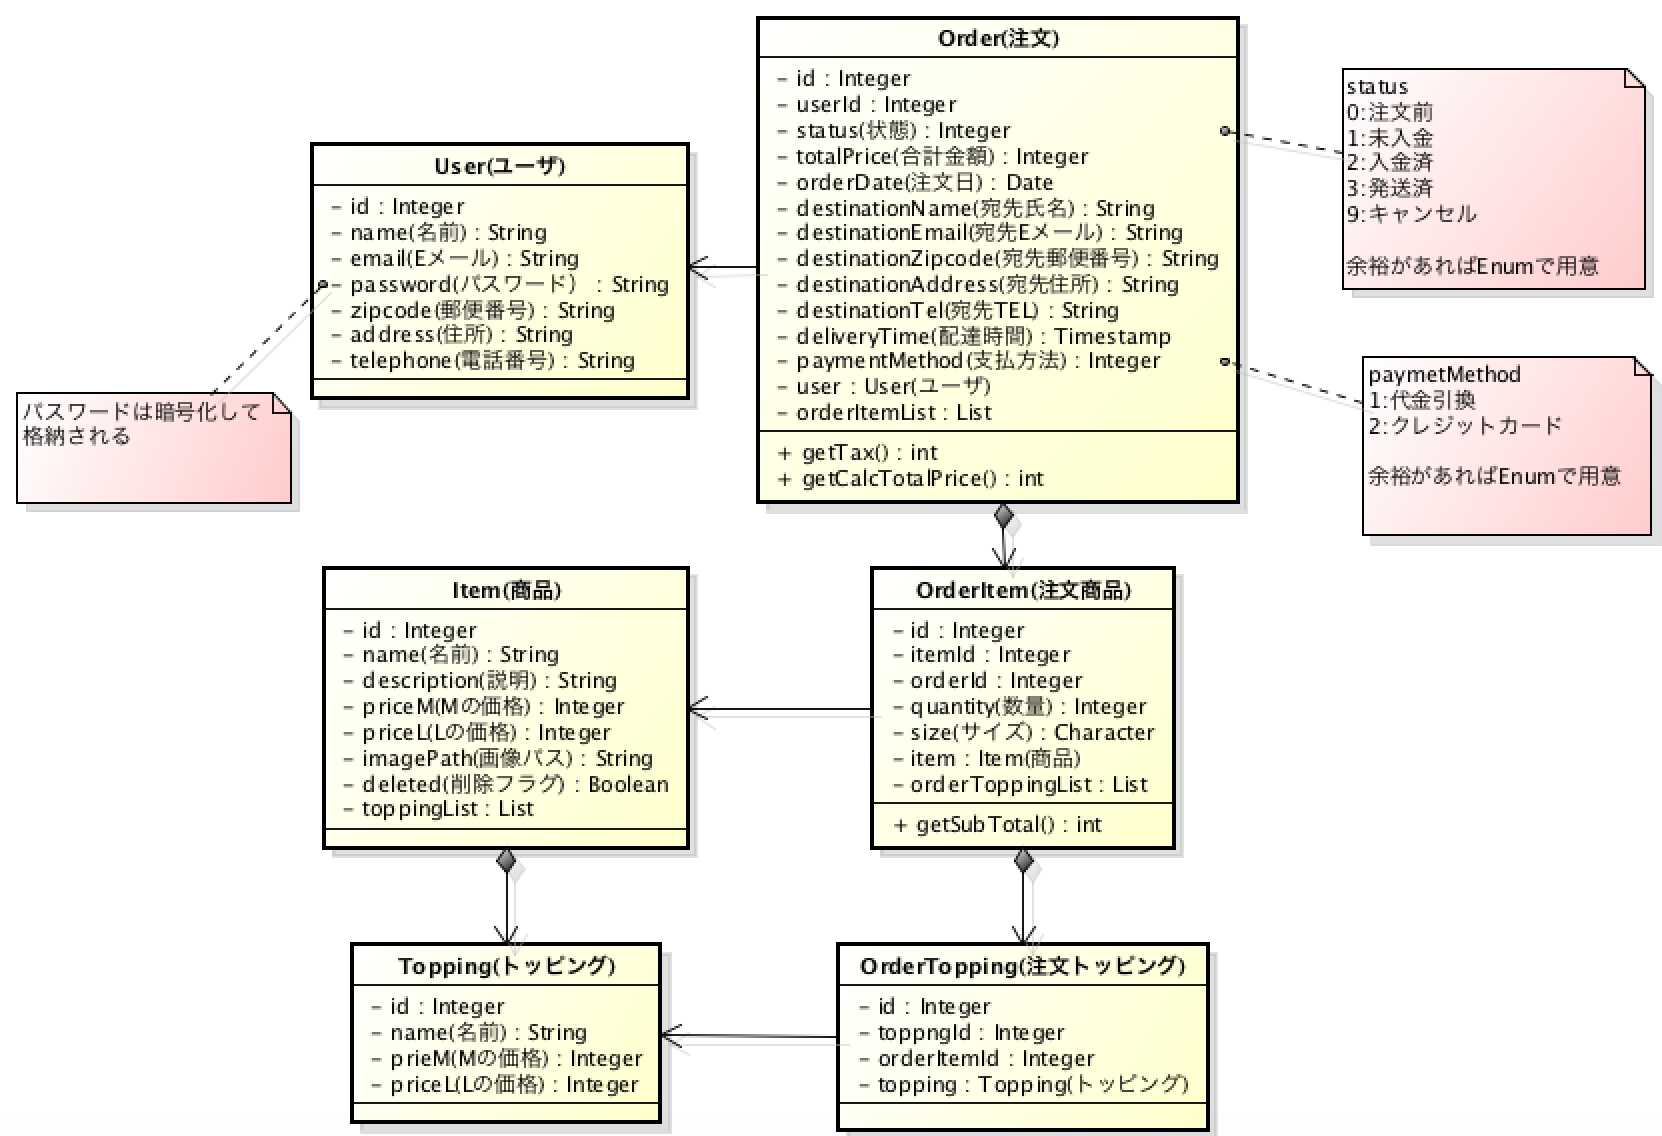 Order(注文)
- id : Integer
- userId : Integer
- status(状態) : Integer
- totalPrice(合計金額) : Integer
- orderDate(注文日) : Date
- destinationName(宛先氏名) : String
- destinationEmail(宛先Eメール) : String
- destinationZipcode(宛先郵便番号) : String
- destinationAddress(宛先住所) : String
- destinationTel(宛先TEL) : String
- deliveryTime(配達時間) : Timestamp
- paymentMethod(支払方法) : Integer
- user : User(ユーザ)
- orderItemList : List
+ getTax() : int
+ getCalcTotalPrice() : int
status
0:注文前
1:未入金
2:入金済
3:発送済
9:キャンセル
余裕があればEnumで用意
User(ユーザ)
- id : Integer
- name(名前) : String
- email(Eメール) : String
- password(パスワード） : String
- zipcode(郵便番号) : String
- address(住所) : String
- telephone(電話番号) : String
paymetMethod
1:代金引換
2:クレジットカード
余裕があればEnumで用意
パスワードは暗号化して
格納される
Item(商品)
- id : Integer
- name(名前) : String
- description(説明) : String
- priceM(Mの価格) : Integer
- priceL(Lの価格) : Integer
- imagePath(画像パス) : String
- deleted(削除フラグ) : Boolean
- toppingList : List
OrderItem(注文商品)
- id : Integer
- itemId : Integer
- orderId : Integer
- quantity(数量) : Integer
- size(サイズ) : Character
- item : Item(商品)
- orderToppingList : List
+ getSubTotal() : int
Topping(トッピング)
- id : Integer
- name(名前) : String
- prieM(Mの価格) : Integer
- priceL(Lの価格) : Integer
OrderTopping(注文トッピング)
- id : Integer
- toppngId : Integer
- orderItemId : Integer
- topping : Topping(トッピング)